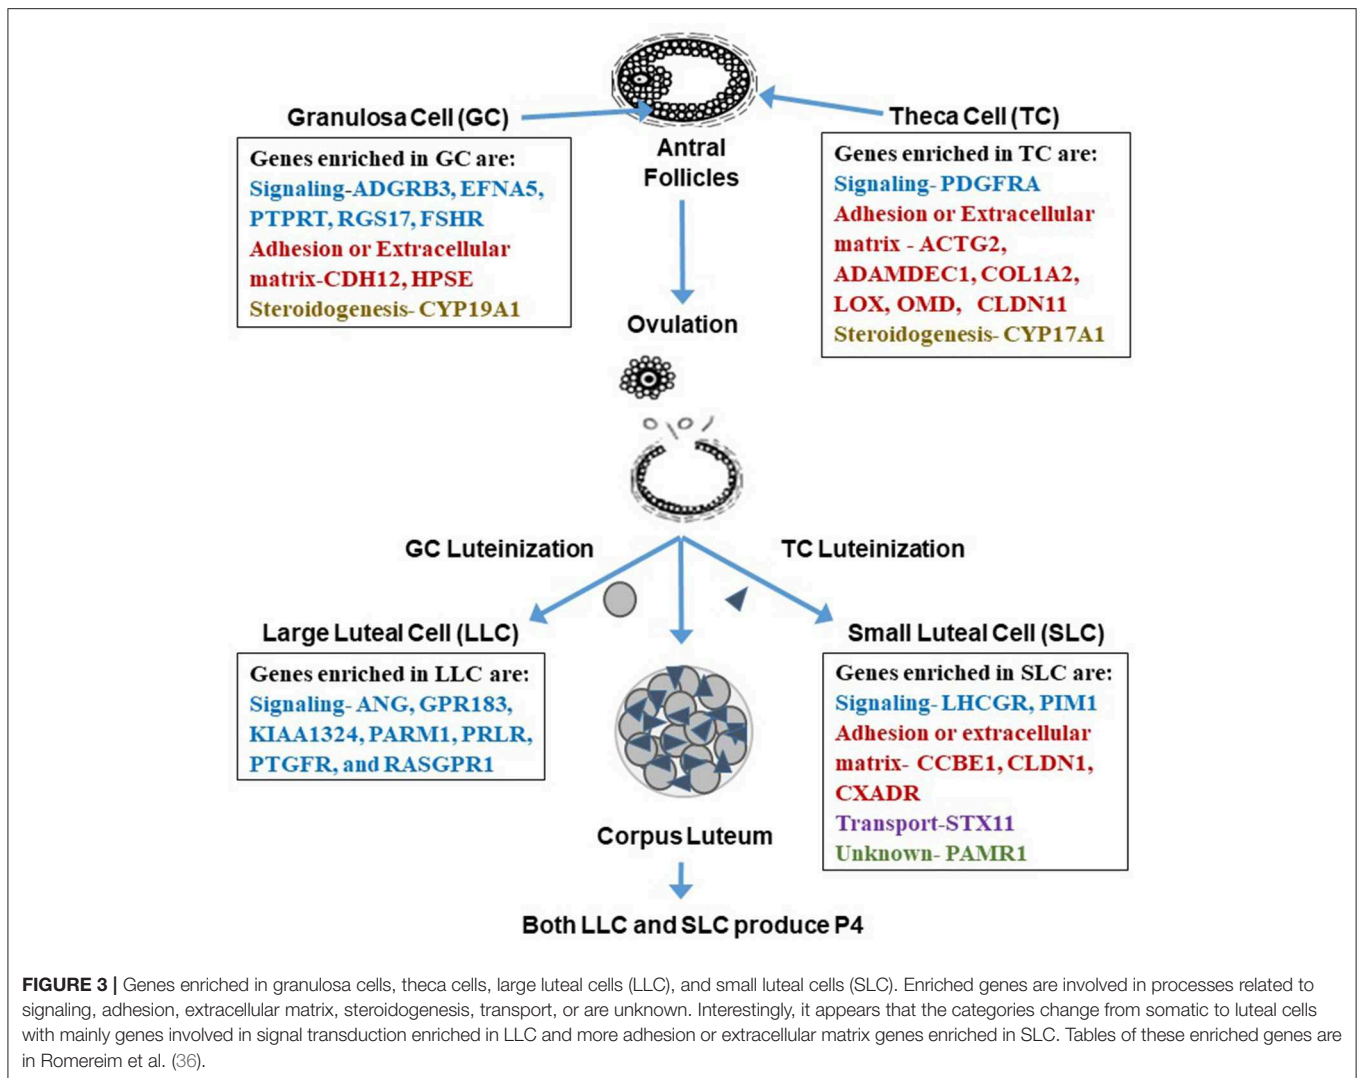 Granulosa Cell (GC)
Genes enriched in GC are:
Signaling-ADGRB3, EFNA5,
PTPRT, RGS17, FSHR
Adhesion or Extracellular
matrix-CDH12, HPSE
Steroidogenesis- CYP19A1
Antral
Follicles
Theca Cell (TC)
Genes enriched in TC are:
Signaling- PDGFRA
Adhesion or Extracellular
matrix - ACTG2,
ADAMDEC1, COL1A2,
LOX, OMD, CLDN11
Steroidogenesis- CYP17A1
Ovulation
GC Luteinization
TC Luteinization
Large Luteal Cell (LLC)
Genes enriched in LLC are:
Signaling- ANG, GPR183,
KIAA1324, PARM1, PRLR,
PTGFR, and RASGPR1
Small Luteal Cell (SLC)
Genes enriched in SLC are:
Signaling- LHCGR, PIM1
Adhesion or extracellular
matrix- CCBE1, CLDN1,
CXADR
Transport-STX11
Unknown- PAMR1
Corpus Luteum
Both LLC and SLC produce P4
FIGURE 3 | Genes enriched in granulosa cells, theca cells, large luteal cells (LLC), and small luteal cells (SLC). Enriched genes are involved in processes related to
signaling, adhesion, extracellular matrix, steroidogenesis, transport, or are unknown. Interestingly, it appears that the categories change from somatic to luteal cells
with mainly genes involved in signal transduction enriched in LLC and more adhesion or extracellular matrix genes enriched in SLC. Tables of these enriched genes are
in Romereim et al. (36).